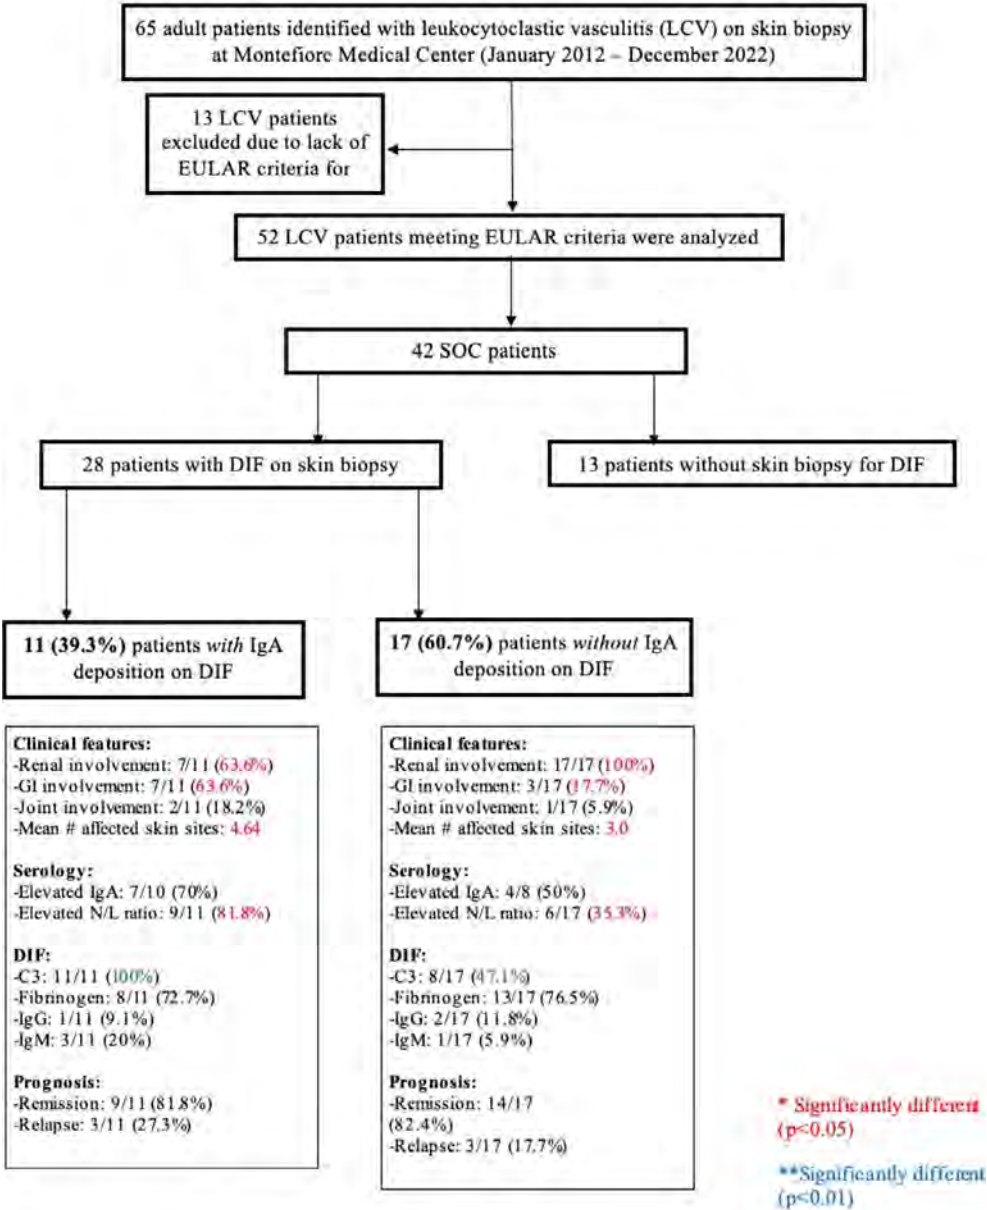 65 adult patients identified with leukocytoclastic vasculitis (LCV) on skin biopsy
at Montefiore Medical Center (January 2012 – December 2022)
13 LCV patients
excluded due to lack of
EULAR criteria for
52 LCV patients meeting EULAR criteria were analyzed
42 SOC patients
28 patients with DIF on skin biopsy
13 patients without skin biopsy for DIF
11 (39.3%) patients with IgA
deposition on DIF
17 (60.7%) patients without IgA
deposition on DIF
Clinical features:
-Renal involvement: 7/11 (63.6%)
-GI involvement: 7/11 (63.6%)
-Joint involvement: 2/11 (18.2%)
-Mean # affected skin sites: 4.64
Serology:
-Elevated IgA: 7/10 (70%)
-Elevated N/L ratio: 9/11 (81.8%)
DIF:
-C3: 11/11 (100%)
-Fibrinogen: 8/11 (72.7%)
-IgG: 1/11 (9.1%)
-IgM: 3/11 (20%)
Prognosis:
-Remission: 9/11 (81.8%)
-Relapse: 3/11 (27.3%)
Clinical features:
-Renal involvement: 17/17 (100%)
-GI involvement: 3/17 (17.7%)
-Joint involvement: 1/17 (5.9%)
-Mean # affected skin sites: 3.0
Serology:
-Elevated IgA: 4/8 (50%)
-Elevated N/L ratio: 6/17 (35.3%)
DIF:
-C3: 8/17 (47.1%)
-Fibrinogen: 13/17 (76.5%)
-IgG: 2/17 (11.8%)
-IgM: 1/17 (5.9%)
Prognosis:
-Remission: 14/17
(82.4%)
-Relapse: 3/17 (17.7%)
* Significantly different
(p<0.05)
**Significantly different
(p<0.01)